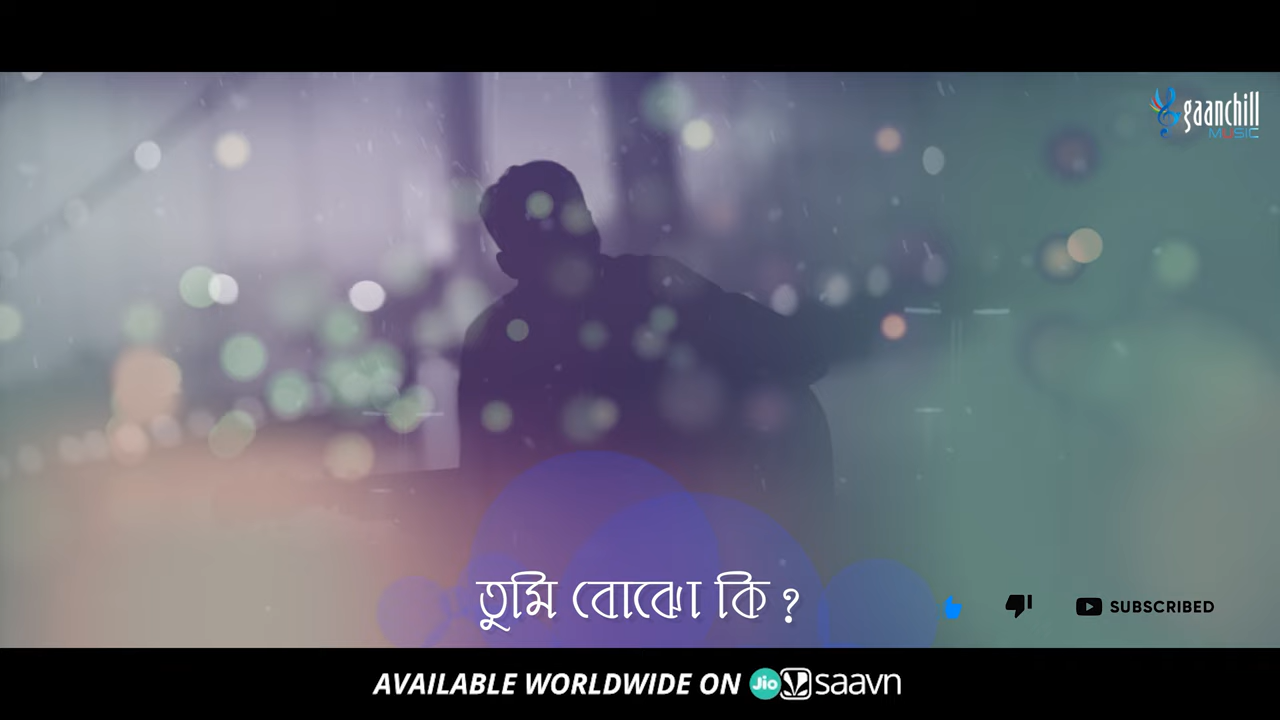 gaanchill
MUSIC
তুমি বোঝো কি ?
SUBSCRIBED
AVAILABLE WORLDWIDE ON Jio saavn